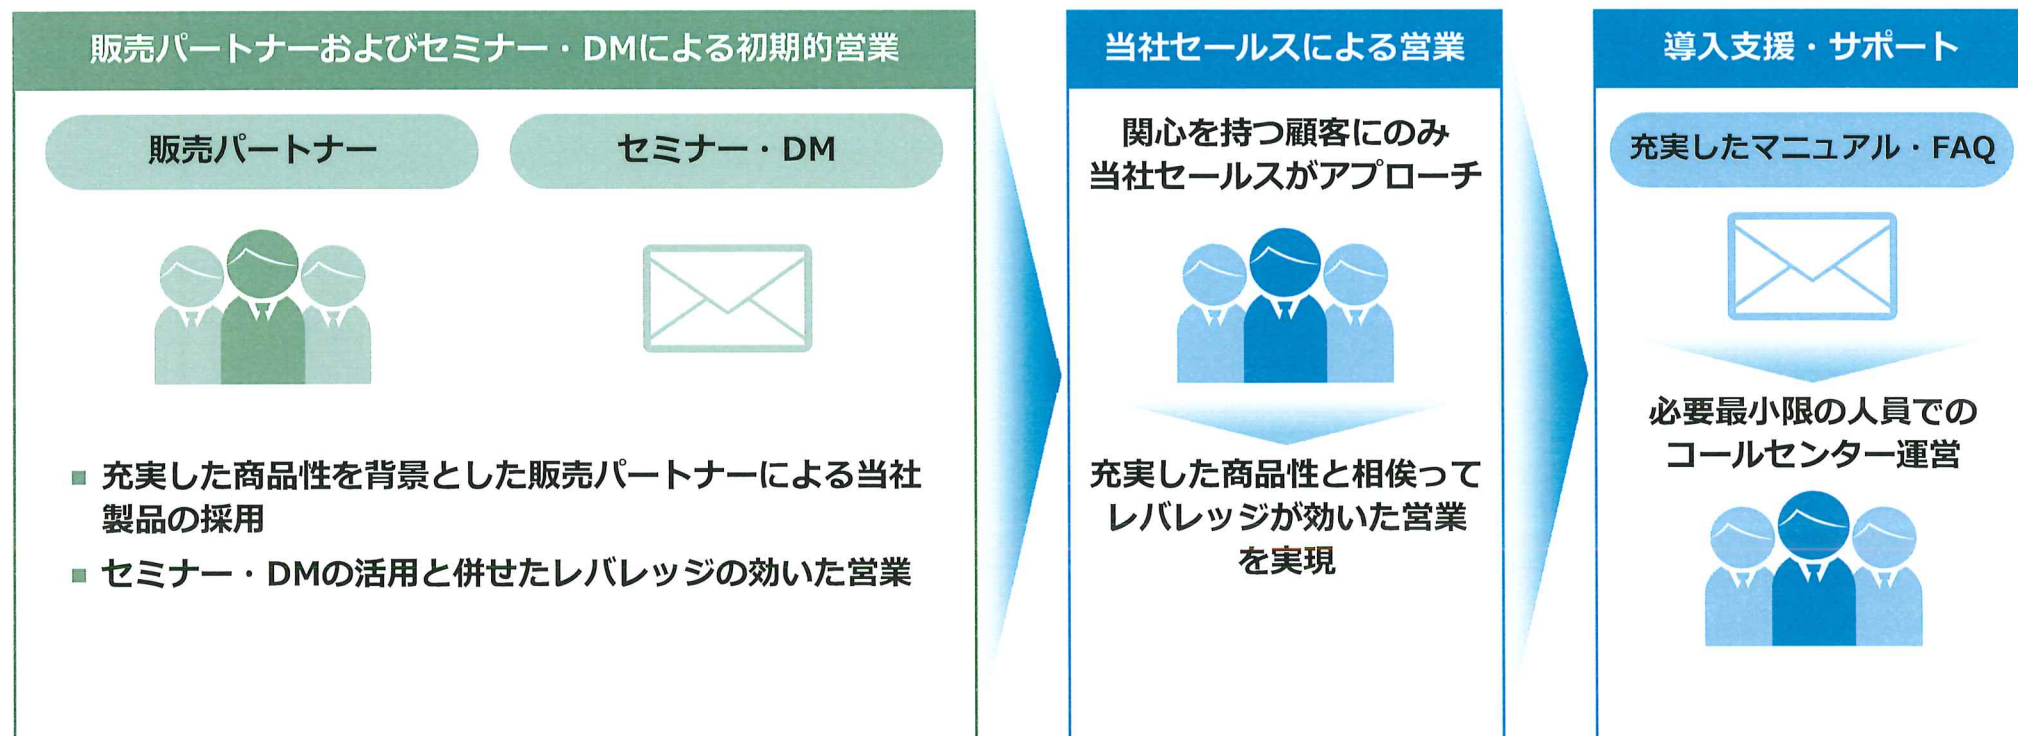 販売パートナーおよびセミナー・DMによる初期的営業
販売パートナー
セミナー・DM
■ 充実した商品性を背景とした販売パートナーによる当社
製品の採用
■ セミナー・DMの活用と併せたレバレッジの効いた営業
当社セールスによる営業
関心を持つ顧客にのみ
当社セールスがアプローチ
充実した商品性と相俟って
レバレッジが効いた営業
を実現
導入支援・サポート
充実したマニュアル・FAQ
必要最小限の人員での
コールセンター運営